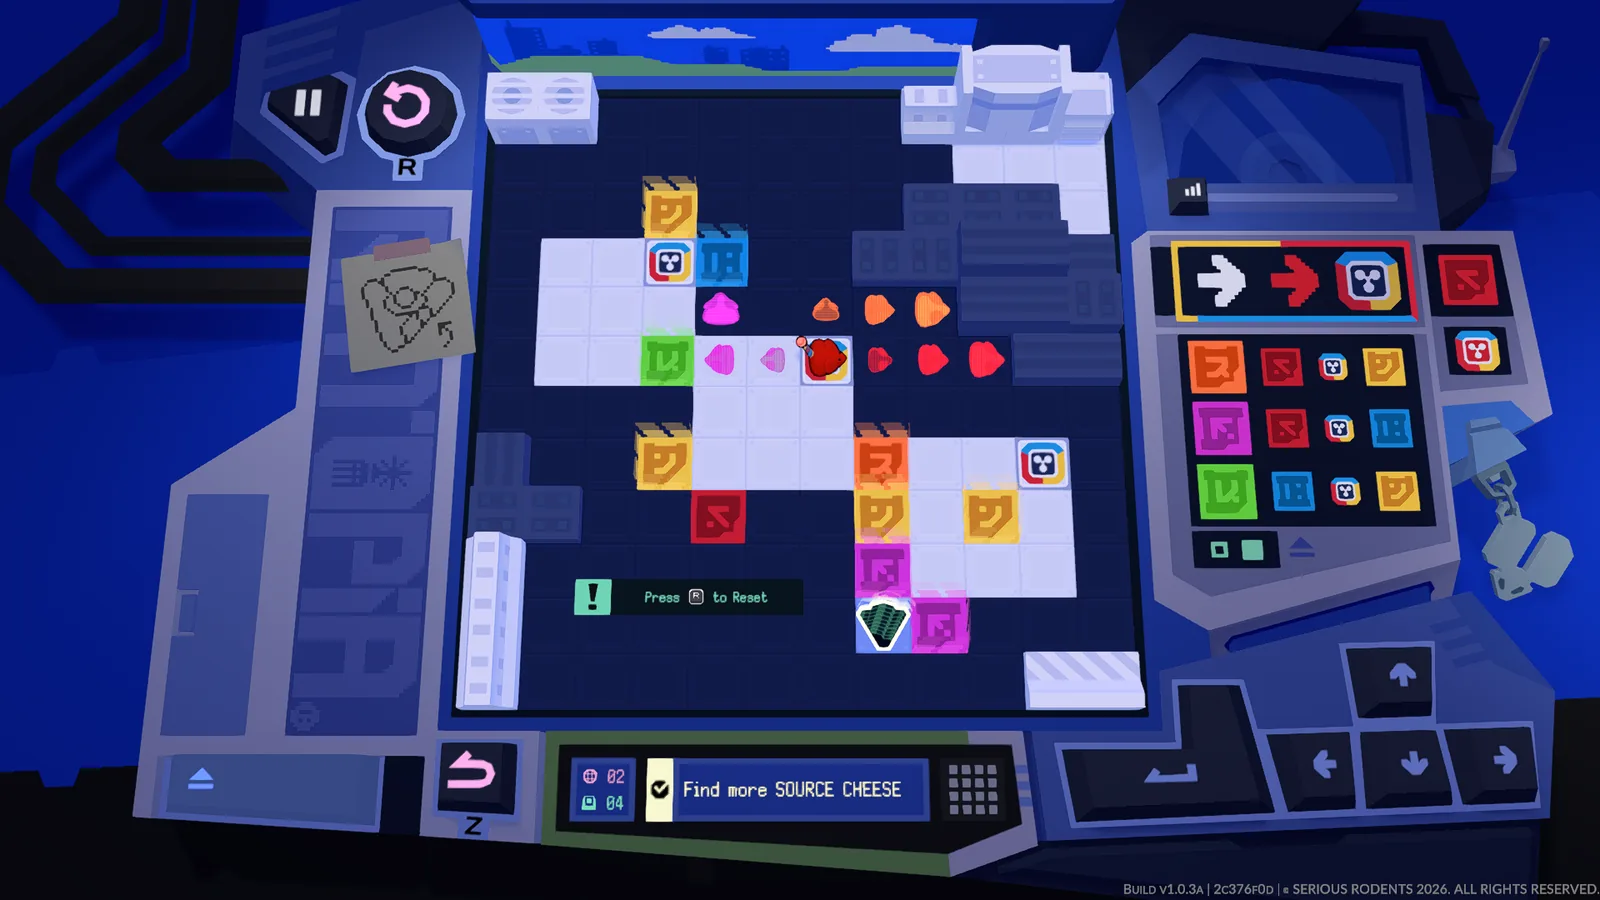 R
Press R to Reset
02
04
Find more SOURCE CHEESE
Z
BUILD V1.0.3A | 2C376F0D | © SERIOUS RODENTS 2026. ALL RIGHTS RESERVED.